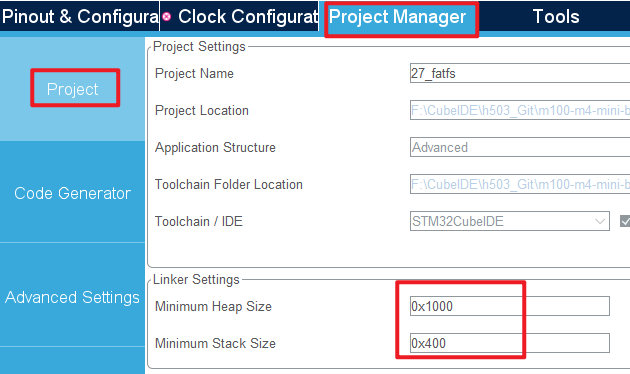 Pinout & Configura
Clock Configurat
Project Manager
Tools
Project
Code Generator
Advanced Settings
Project Settings
Project Name
27_fatfs
Project Location
F:\CubeIDE\h503_Git\m100-m4-mini-b
Application Structure
Advanced
Toolchain Folder Location
F:\CubeIDE\h503_Git\m100-m4-mini-b
Toolchain / IDE
STM32CubeIDE
Linker Settings
Minimum Heap Size
0x1000
Minimum Stack Size
0x400